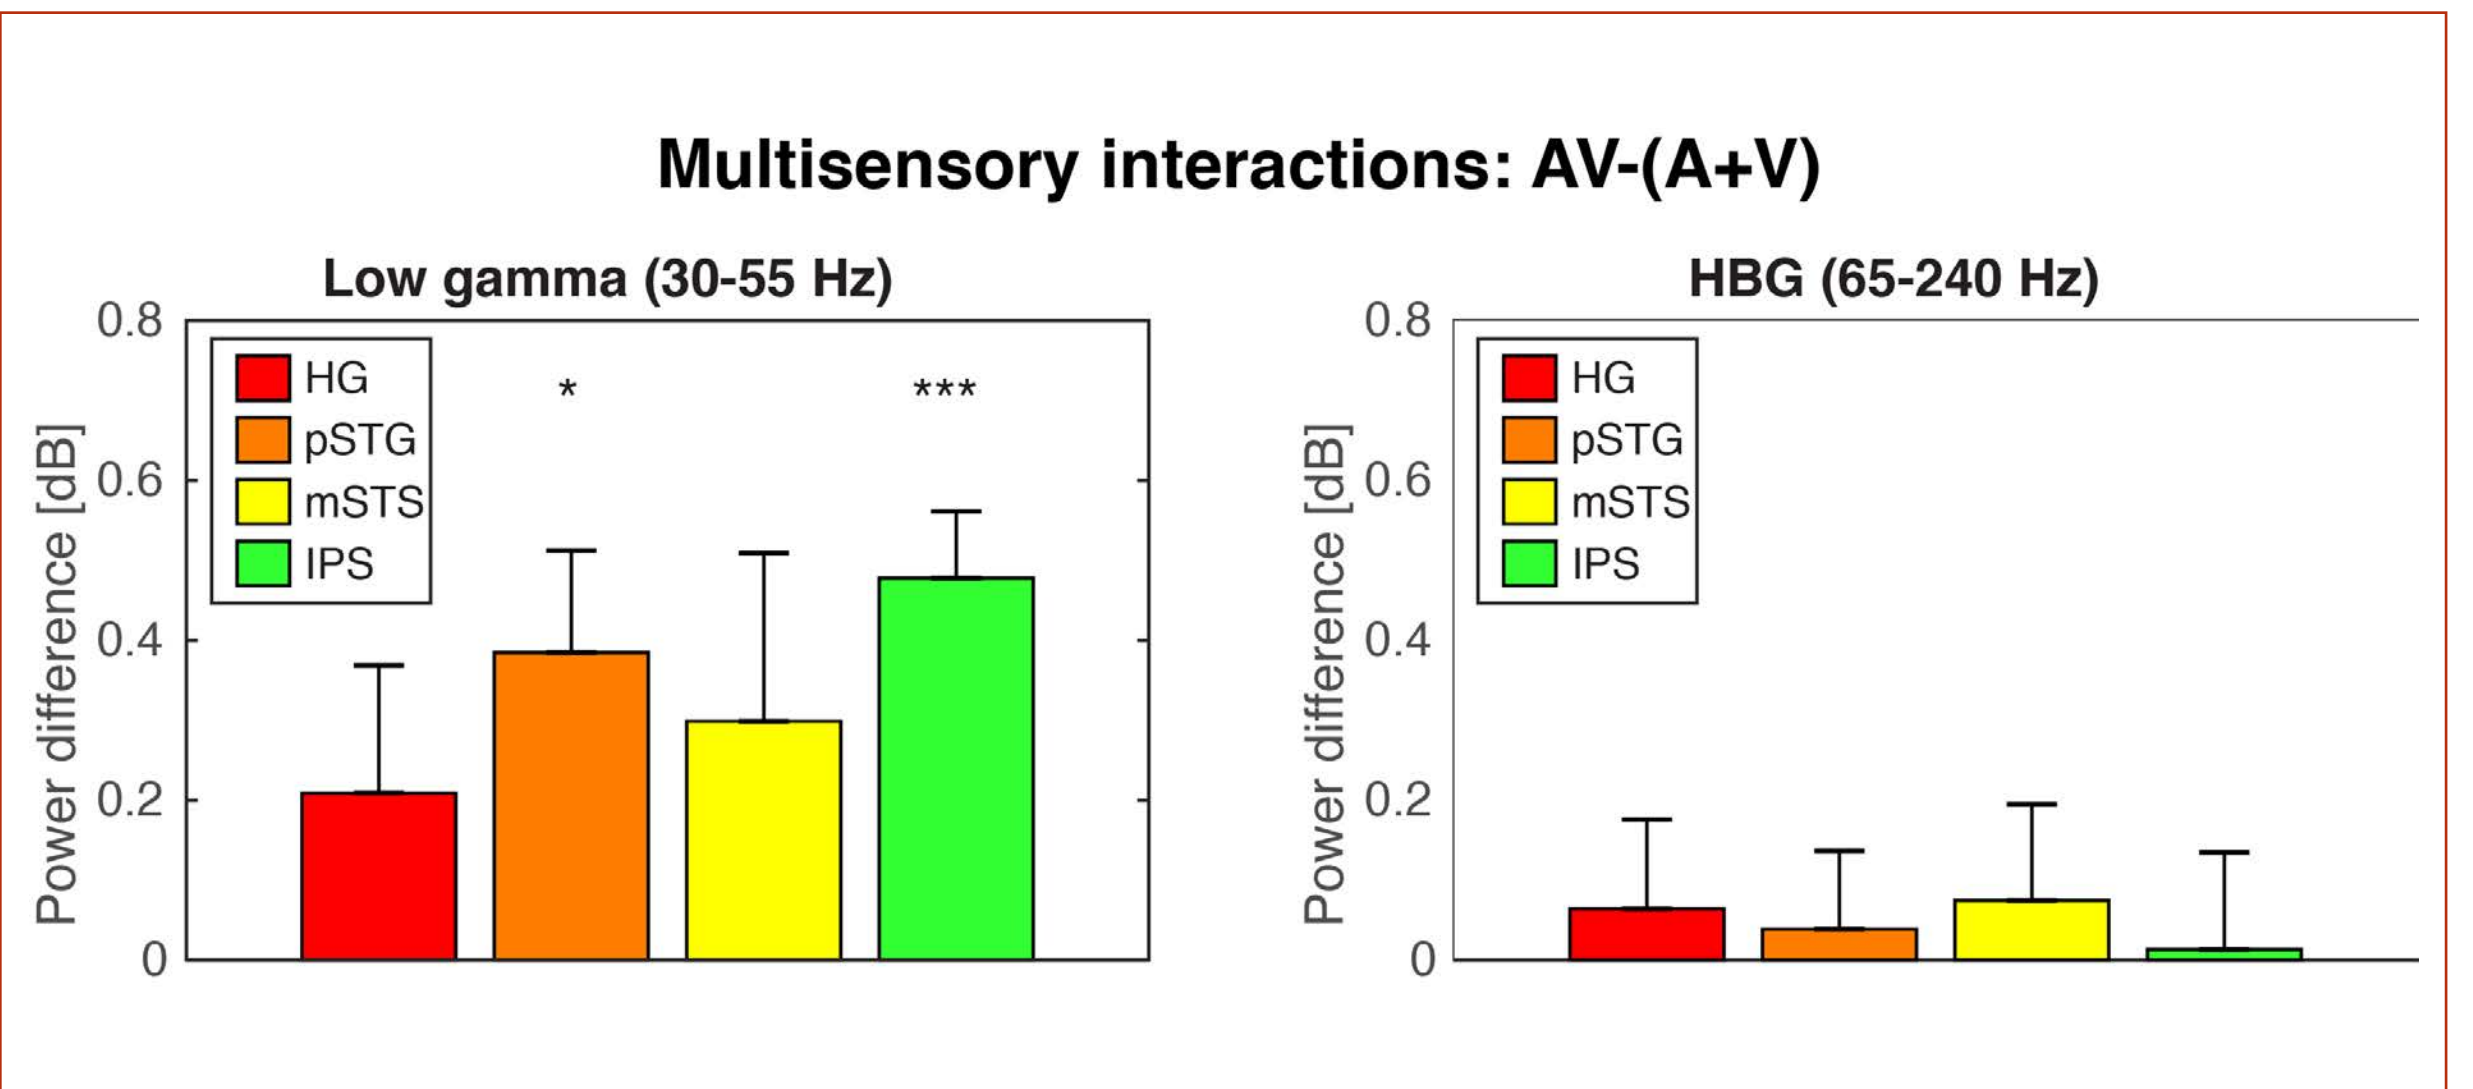 Multisensory interactions: AV-(A+V)
Low gamma (30-55 Hz)
Power difference [dB]
0.8
0.6
0.4
0.2
0
HG
pSTG
mSTS
IPS
*
***
HBG (65-240 Hz)
Power difference [dB]
0.8
0.6
0.4
0.2
0
HG
pSTG
mSTS
IPS